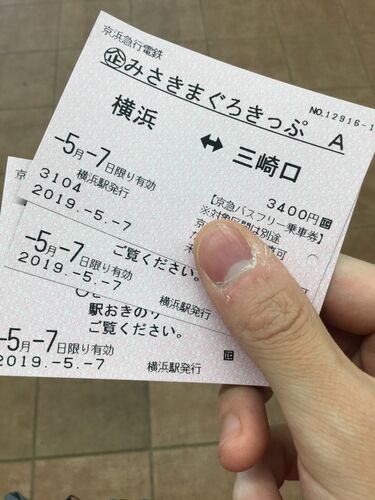 京浜急行電鉄
企みさきまぐろきっぷ A
NO.12916-1
横浜 ⇔ 三崎口
-5月-7日限り有効
3400円
3104 横浜駅発行
2019.-5.-7
【京急バスフリー乗車券】
※対象区間は別途
-5月-7日限り有効
ご覧ください。
2019.-5.-7
駅おきのり
ご覧ください。
-5月-7日限り有効
2019.-5.-7 横浜駅発行